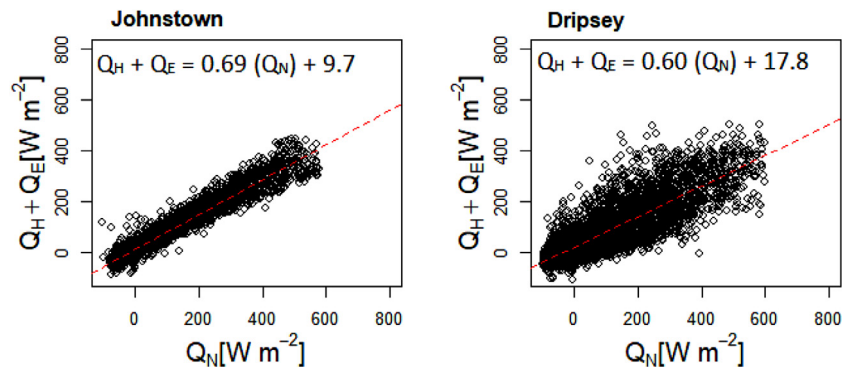 Johnstown
Q_H + Q_E = 0.69 (Q_N) + 9.7
Q_H + Q_E[W m⁻²]
800
600
400
200
0
0 200 400 600 800
Q_N[W m⁻²]
Dripsey
Q_H + Q_E = 0.60 (Q_N) + 17.8
Q_H + Q_E[W m⁻²]
800
600
400
200
0
0 200 400 600 800
Q_N[W m⁻²]